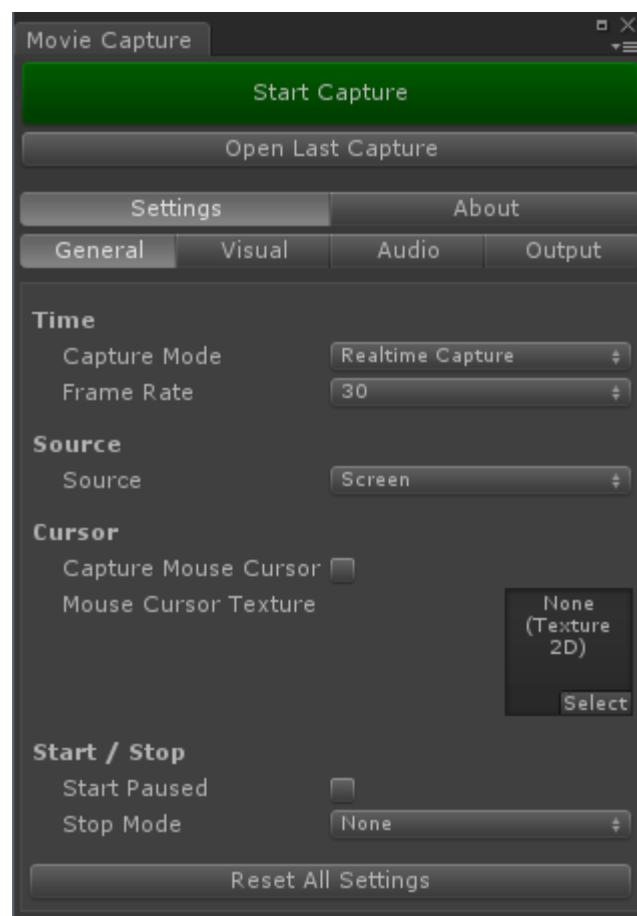 Movie Capture
Start Capture
Open Last Capture
Settings About
General Visual Audio Output
Time
Capture Mode Realtime Capture
Frame Rate 30
Source
Source Screen
Cursor
Capture Mouse Cursor
Mouse Cursor Texture
None
(Texture
2D)
Select
Start / Stop
Start Paused
Stop Mode None
Reset All Settings